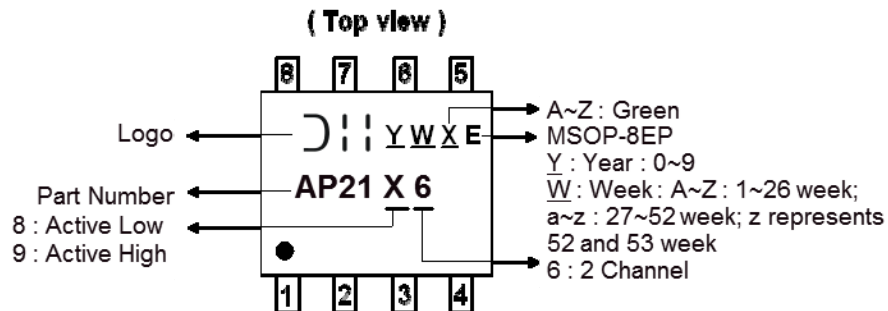 ( Top view )
8 7 6 5
Logo
Y W X E
A~Z : Green
MSOP-8EP
Y : Year : 0~9
W : Week : A~Z : 1~26 week;
a~z : 27~52 week; z represents
52 and 53 week
6 : 2 Channel
Part Number
AP21 X 6
8 : Active Low
9 : Active High
1 2 3 4